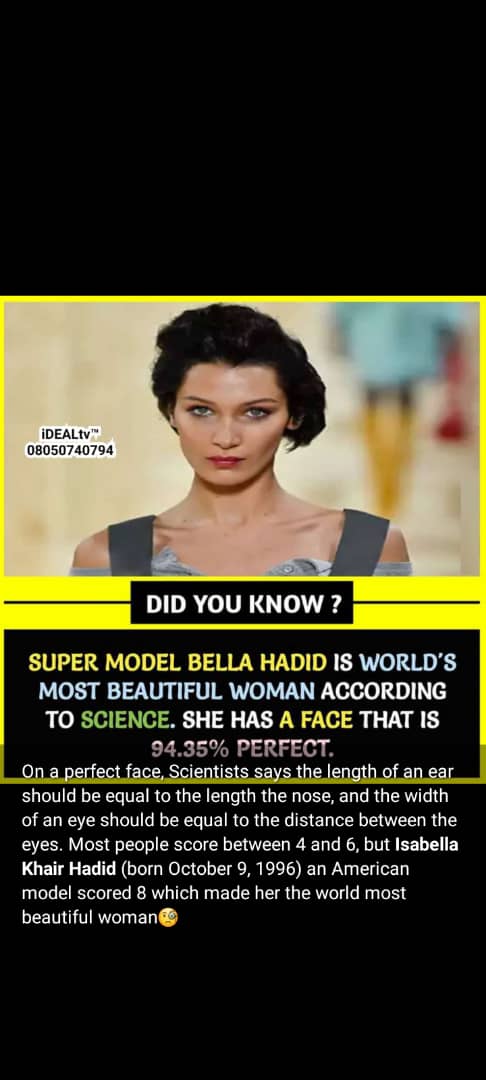 iDEALtv™
08050740794
DID YOU KNOW ?
SUPER MODEL BELLA HADID IS WORLD'S
MOST BEAUTIFUL WOMAN ACCORDING
TO SCIENCE. SHE HAS A FACE THAT IS
94.35% PERFECT.
On a perfect face, Scientists says the length of an ear
should be equal to the length the nose, and the width
of an eye should be equal to the distance between the
eyes. Most people score between 4 and 6, but Isabella
Khair Hadid (born October 9, 1996) an American
model scored 8 which made her the world most
beautiful woman🧐